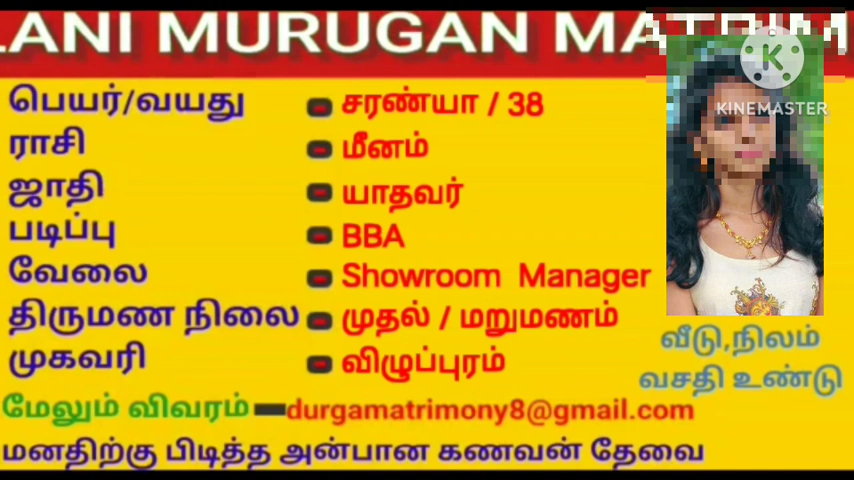 LANI MURUGAN MATRIM
KINEMASTER
பெயர்/வயது - சரண்யா / 38
ராசி - மீனம்
ஜாதி - யாதவர்
படிப்பு - BBA
வேலை - Showroom Manager
திருமண நிலை - முதல் / மறுமணம்
முகவரி - விழுப்புரம்
வீடு,நிலம்
வசதி உண்டு
மேலும் விவரம்-durgamatrimony8@gmail.com
மனதிற்கு பிடித்த அன்பான கணவன் தேவை